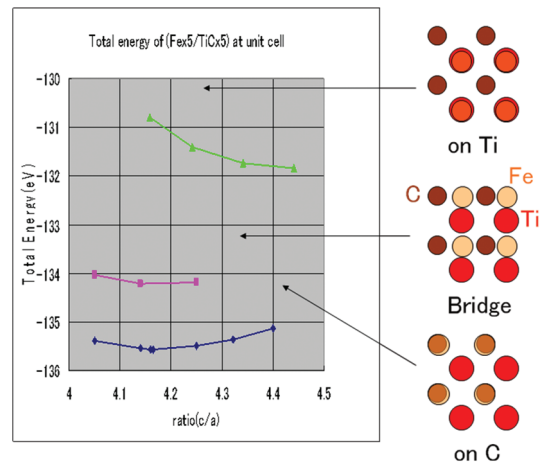 Total energy of (Fex5/TiCx5) at unit cell
-130
-131
-132
-133
-134
-135
-136
Total Energy (eV)
4
4.1
4.2
4.3
4.4
4.5
ratio(c/a)
on Ti
C
Fe
Ti
Bridge
on C